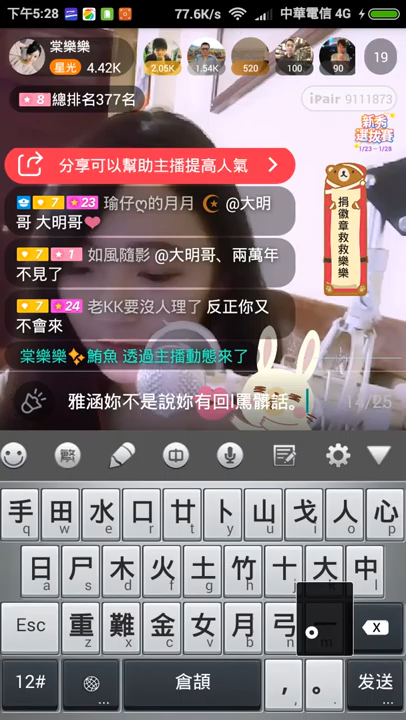 下午5:28
77.6K/s
中華電信 4G
棠樂樂
星光 4.42K
2.05K
1.54K
520
100
90
19
8 總排名377名
iPair 9111873
新秀
選拔賽
1/23－1/28
分享可以幫助主播提高人氣
捐徽章救救樂樂
7 23 瑜仔ღ的月月 @大明
哥 大明哥
7 1 如風隨影 @大明哥、兩萬年
不見了
7 24 老KK要沒人理了 反正你又
不會來
棠樂樂✨鮪魚 透過主播動態來了
雅涵妳不是說妳有回I罵髒話。
14/25
繁
中
手 田 水 口 廿 卜 山 戈 人 心
q w e r t y u i o p
日 尸 木 火 土 竹 十 大 中
a s d f g h j k l
Esc 重 難 金 女 月 弓 一
z x c v b n m
12# 倉頡 , 。 发送